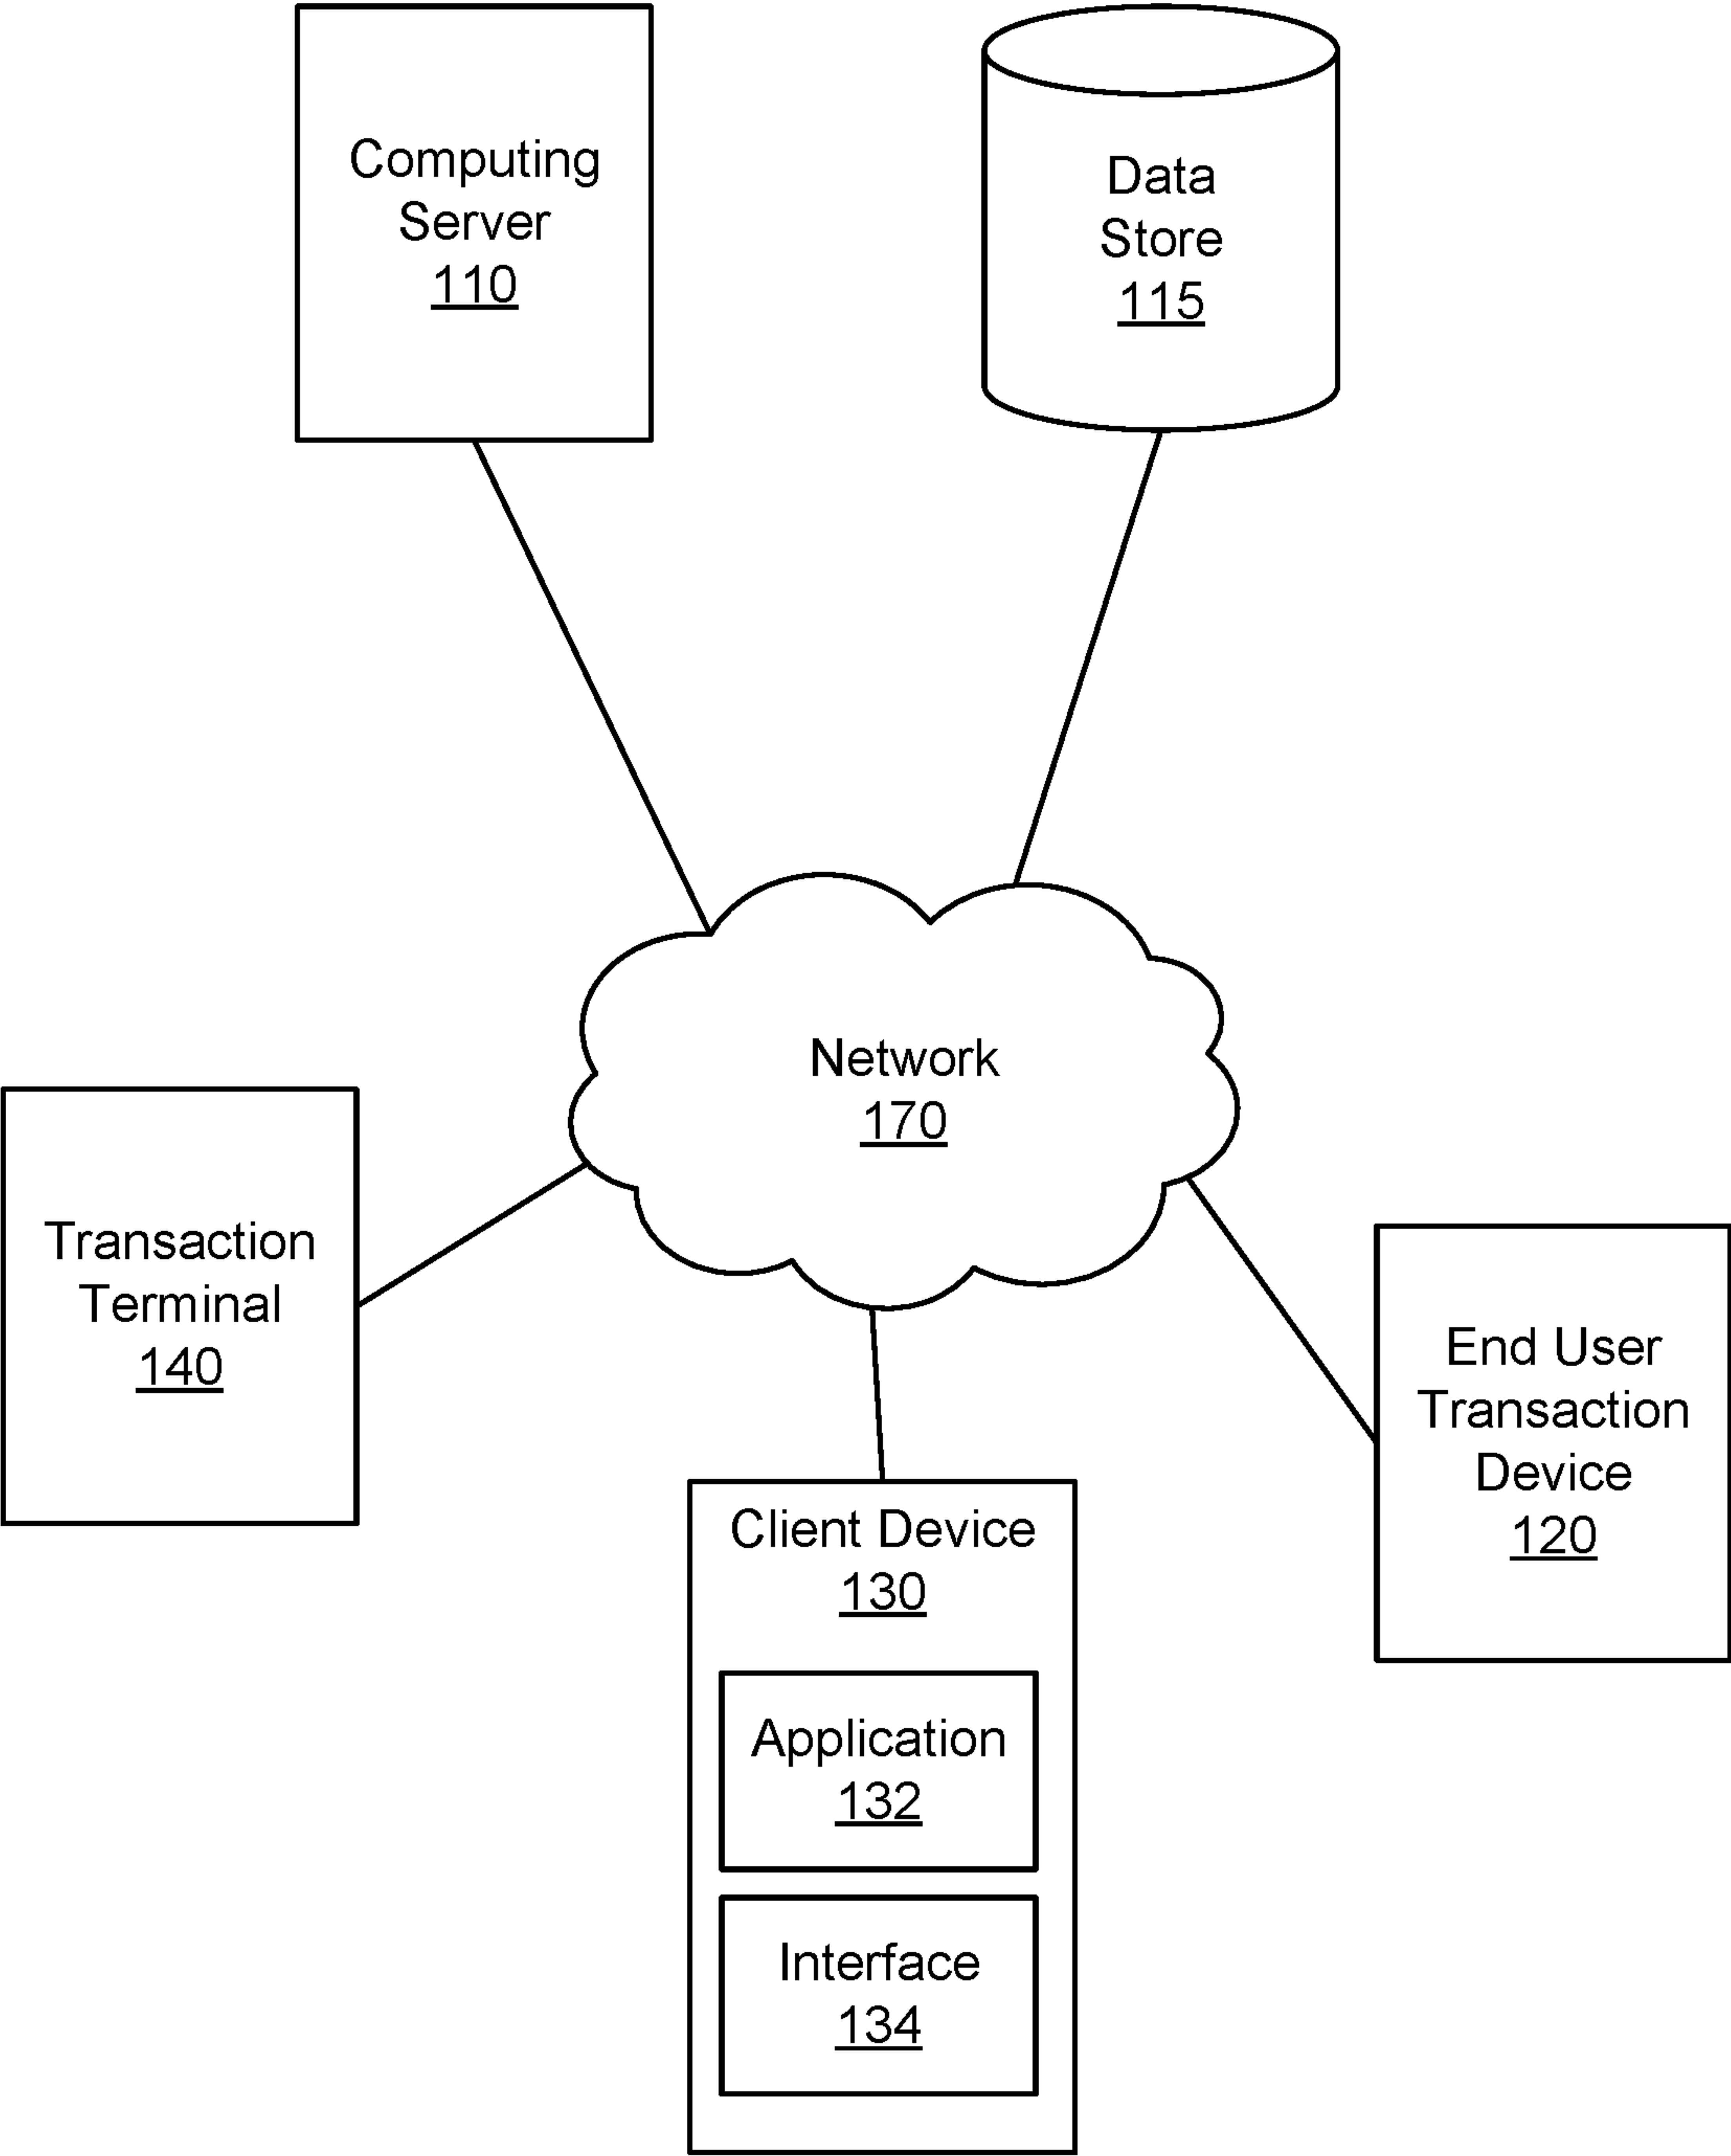 Computing
Server
110
Data
Store
115
Network
170
Transaction
Terminal
140
End User
Transaction
Device
120
Client Device
130
Application
132
Interface
134